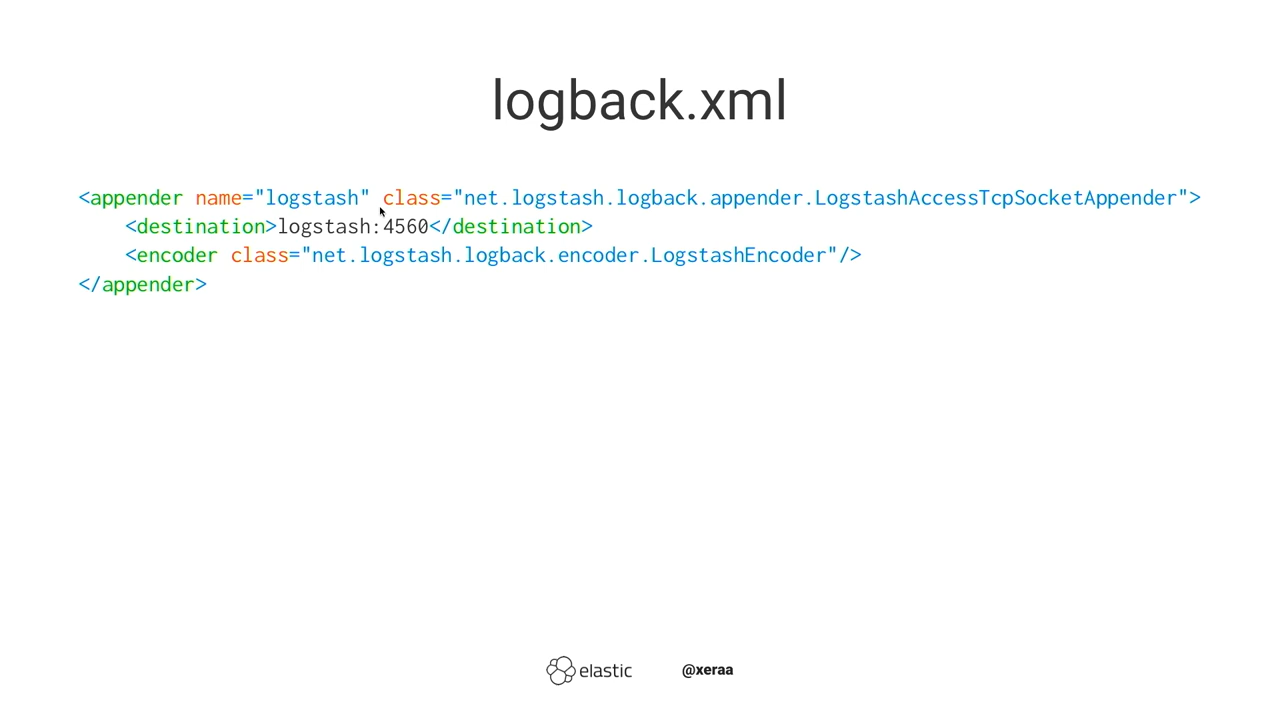 logback.xml
<appender name="logstash" class="net.logstash.logback.appender.LogstashAccessTcpSocketAppender">
    <destination>logstash:4560</destination>
    <encoder class="net.logstash.logback.encoder.LogstashEncoder"/>
</appender>
elastic @xeraa